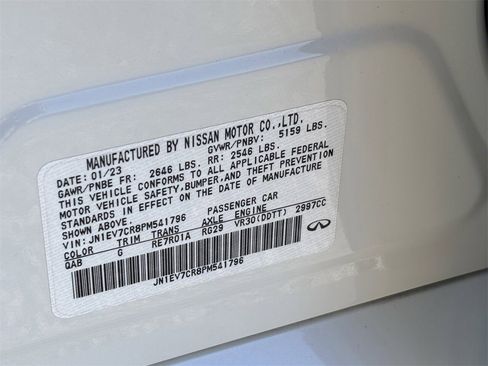 MANUFACTURED BY NISSAN MOTOR CO.,LTD.
DATE: 01/23 GVWR/PNBV: 5159 LBS.
GAWR/PNBE FR: 2646 LBS. RR: 2546 LBS.
THIS VEHICLE CONFORMS TO ALL APPLICABLE FEDERAL
MOTOR VEHICLE SAFETY,BUMPER,AND THEFT PREVENTION
STANDARDS IN EFFECT ON THE DATE OF MANUFACTURE
SHOWN ABOVE.
VIN: JN1EV7CR8PM541796 PASSENGER CAR
COLOR TRIM TRANS AXLE ENGINE
QAB G RE7R01A RG29 VR30(DDTT) 2997CC
JN1EV7CR8PM541796